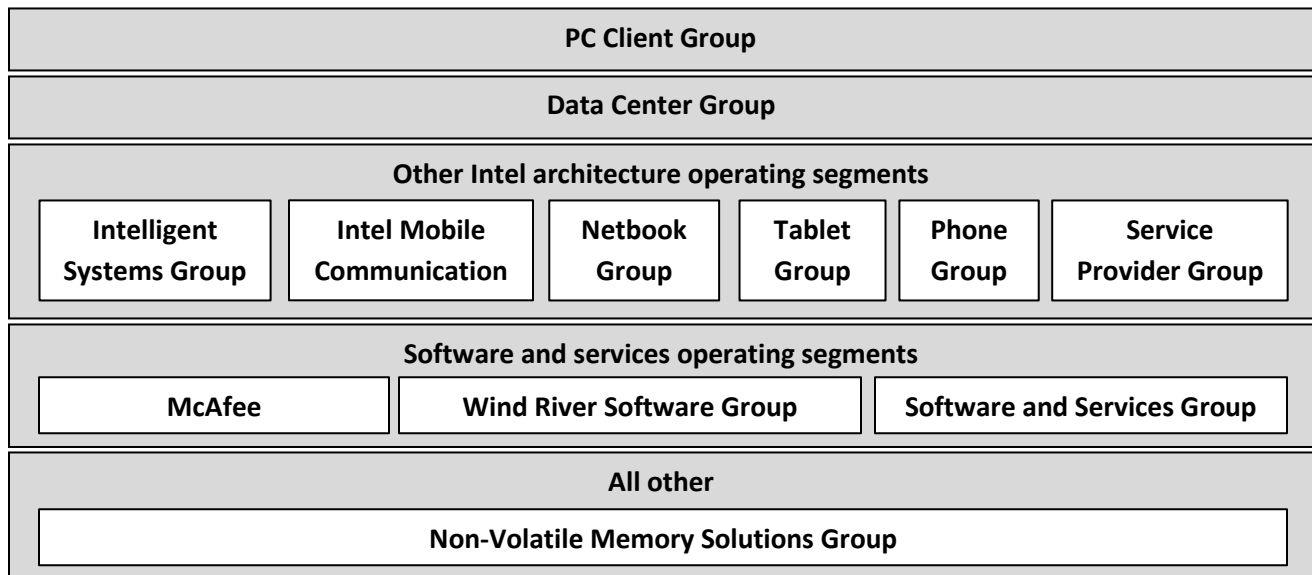 PC Client Group
Data Center Group
Other Intel architecture operating segments
Intelligent
Systems Group
Intel Mobile
Communication
Netbook
Group
Tablet
Group
Phone
Group
Service
Provider Group
Software and services operating segments
McAfee
Wind River Software Group
Software and Services Group
All other
Non-Volatile Memory Solutions Group